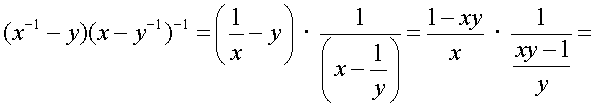 (x⁻¹ − y)(x − y⁻¹)⁻¹ = (1/x − y) · 1/(x − 1/y) = (1 − xy)/x · 1/((xy − 1)/y) =